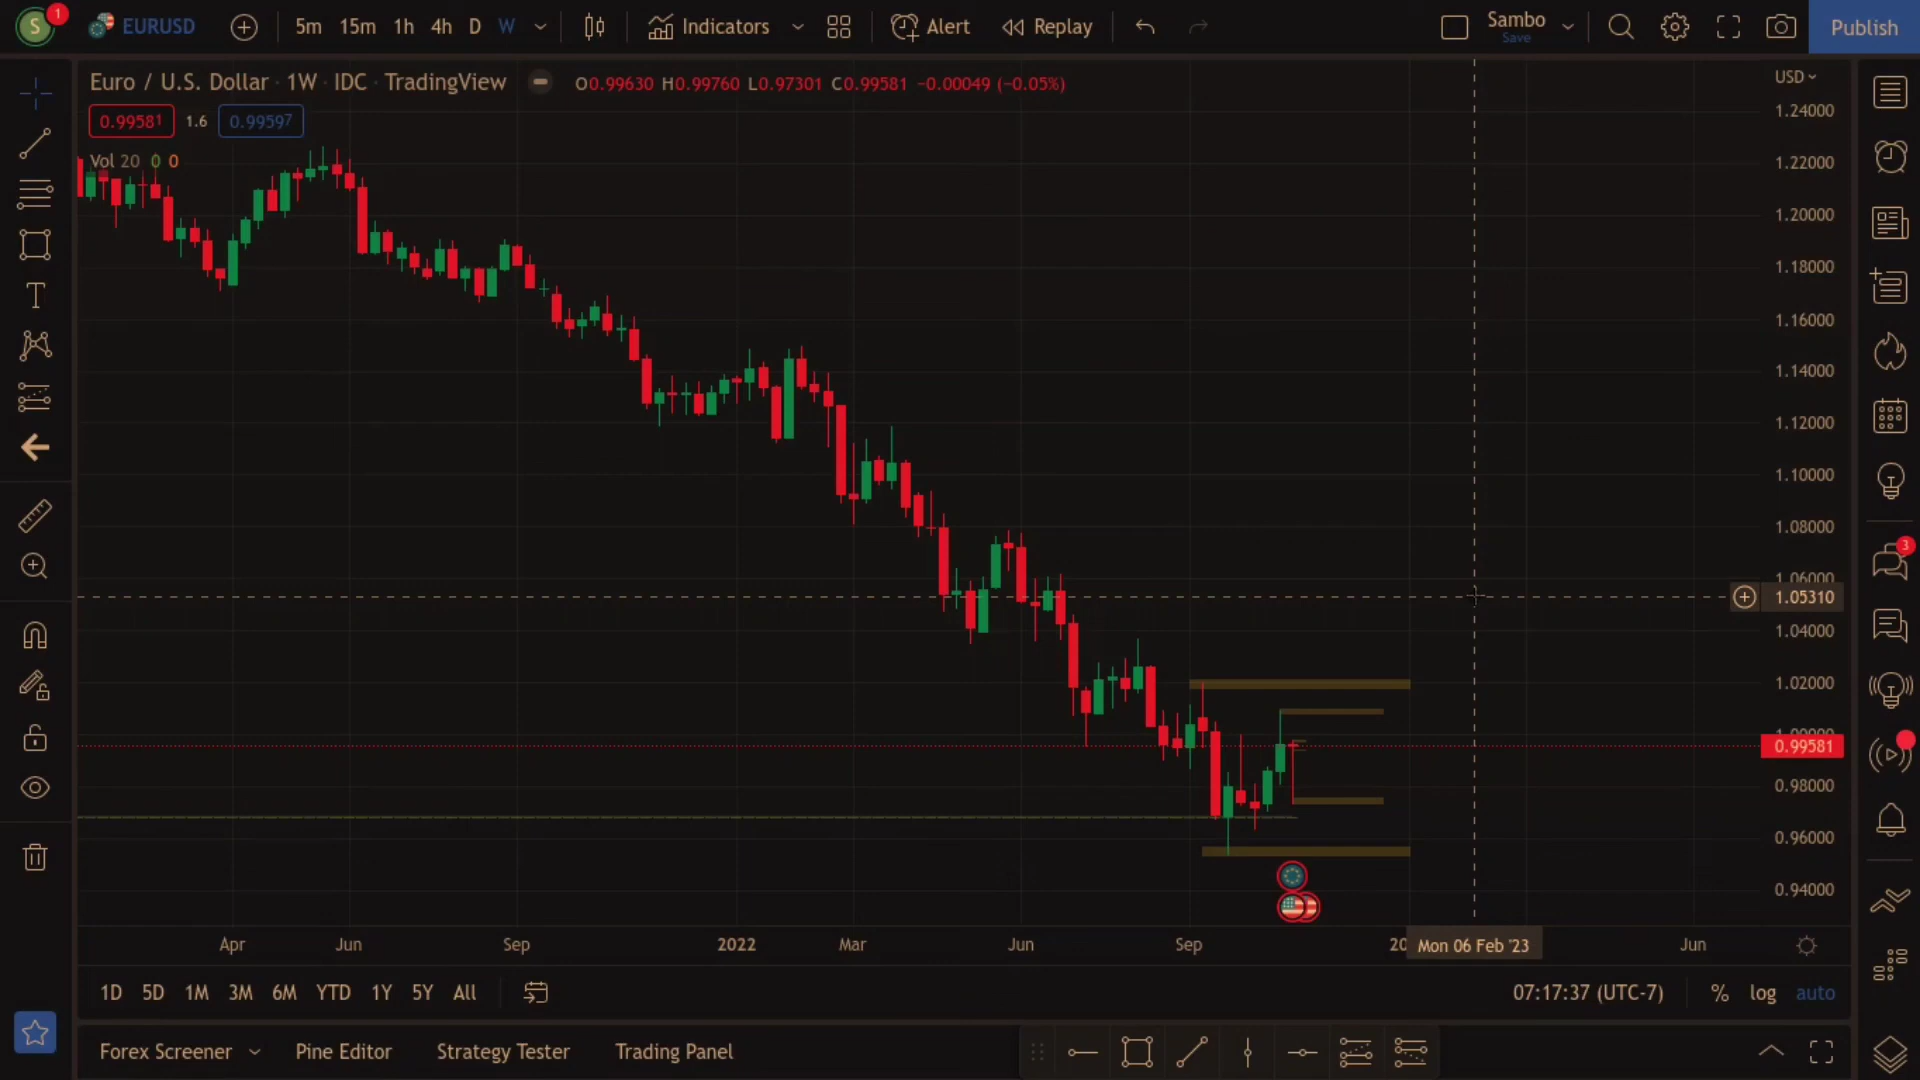 S 1 EURUSD 5m 15m 1h 4h D W Indicators Alert Replay Sambo Save Publish
Euro / U.S. Dollar · 1W · IDC · TradingView O0.99630 H0.99760 L0.97301 C0.99581 −0.00049 (−0.05%)
USD
0.99581 1.6 0.99597
Vol 20 0 0
T
1.24000
1.22000
1.20000
1.18000
1.16000
1.14000
1.12000
1.10000
1.08000
1.06000
1.05310
1.04000
1.02000
1.00000
0.99581
0.98000
0.96000
0.94000
3
Apr Jun Sep 2022 Mar Jun Sep 20 Mon 06 Feb '23 Jun
1D 5D 1M 3M 6M YTD 1Y 5Y All 07:17:37 (UTC-7) % log auto
Forex Screener Pine Editor Strategy Tester Trading Panel